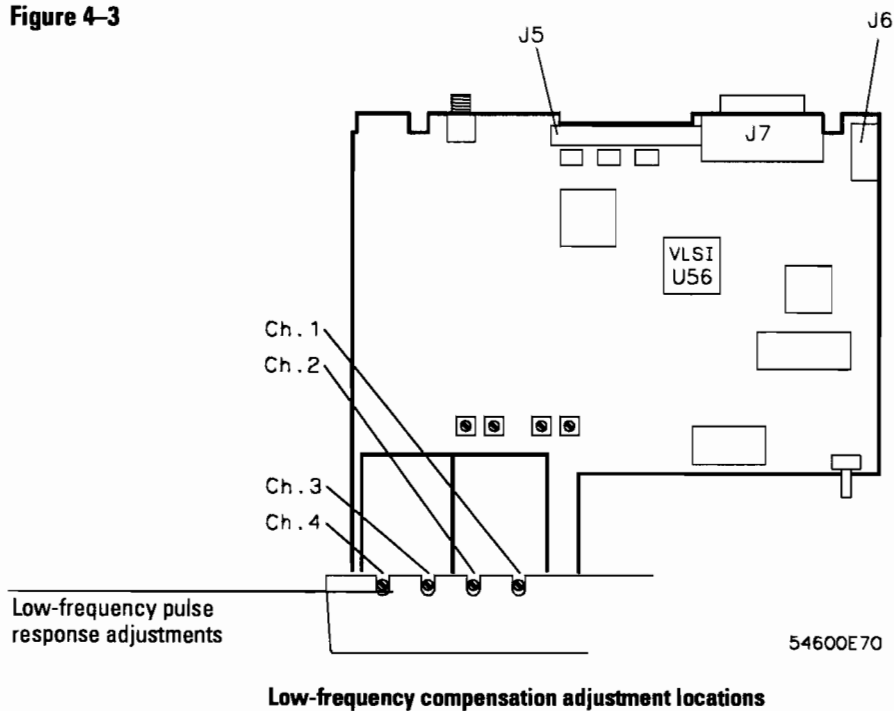 Figure 4–3
J5
J6
J7
VLSI
U56
Ch.1
Ch.2
Ch.3
Ch.4
Low-frequency pulse
response adjustments
54600E70
Low-frequency compensation adjustment locations